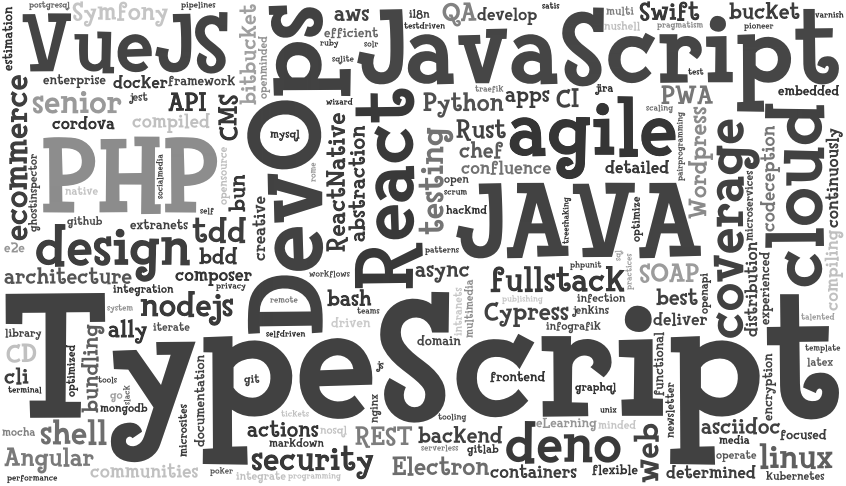 postgresql
pipelines
Symfony
estimation
VueJS
enterprise
docker
framework
senior
jest
API
cordova
compiled
CMS
bitbucket
openminded
DevOps
aws
i18n
efficient
testdriven
ruby
solr
sqlite
QA
develop
satis
multi
nushell
Swift
pragmatism
bucket
pioneer
varnish
JavaScript
traefik
wizard
Python
apps
CI
jira
test
PWA
scaling
embedded
ecommerce
ghostinspector
PHP
native
socialmedia
opensource
mysql
rome
ReactNative
abstraction
React
testing
Rust
chef
confluence
agile
detailed
pairprogramming
Wordpress
coverage
microservices
codeception
cloud
continuously
github
extranets
self
bun
creative
open
scrum
hackmd
JAVA
treeshaking
optimize
e2e
design
tdd
bdd
architecture
composer
privacy
workflows
patterns
async
fullstack
phpunit
sql
practices
SOAP
openapi
distribution
experienced
compiling
integration
system
nodejs
remote
bash
teams
intranets
multimedia
publishing
infection
best
Cypress
jenkins
deliver
infografik
talented
library
ally
iterate
selfdriven
driven
domain
TypeScript
CD
cli
terminal
optimized
bundling
tools
go
slack
mongodb
microsites
documentation
git
js
nginx
frontend
graphql
functional
newsletter
encryption
template
latex
tickets
tooling
unix
mocha
shell
actions
nosql
markdown
REST
backend
serverless
gitlab
eLearning
minded
deno
web
asciidoc
media
focused
Angular
communities
poker
security
integrate
programming
Electron
containers
flexible
determined
operate
linux
Kubernetes
performance